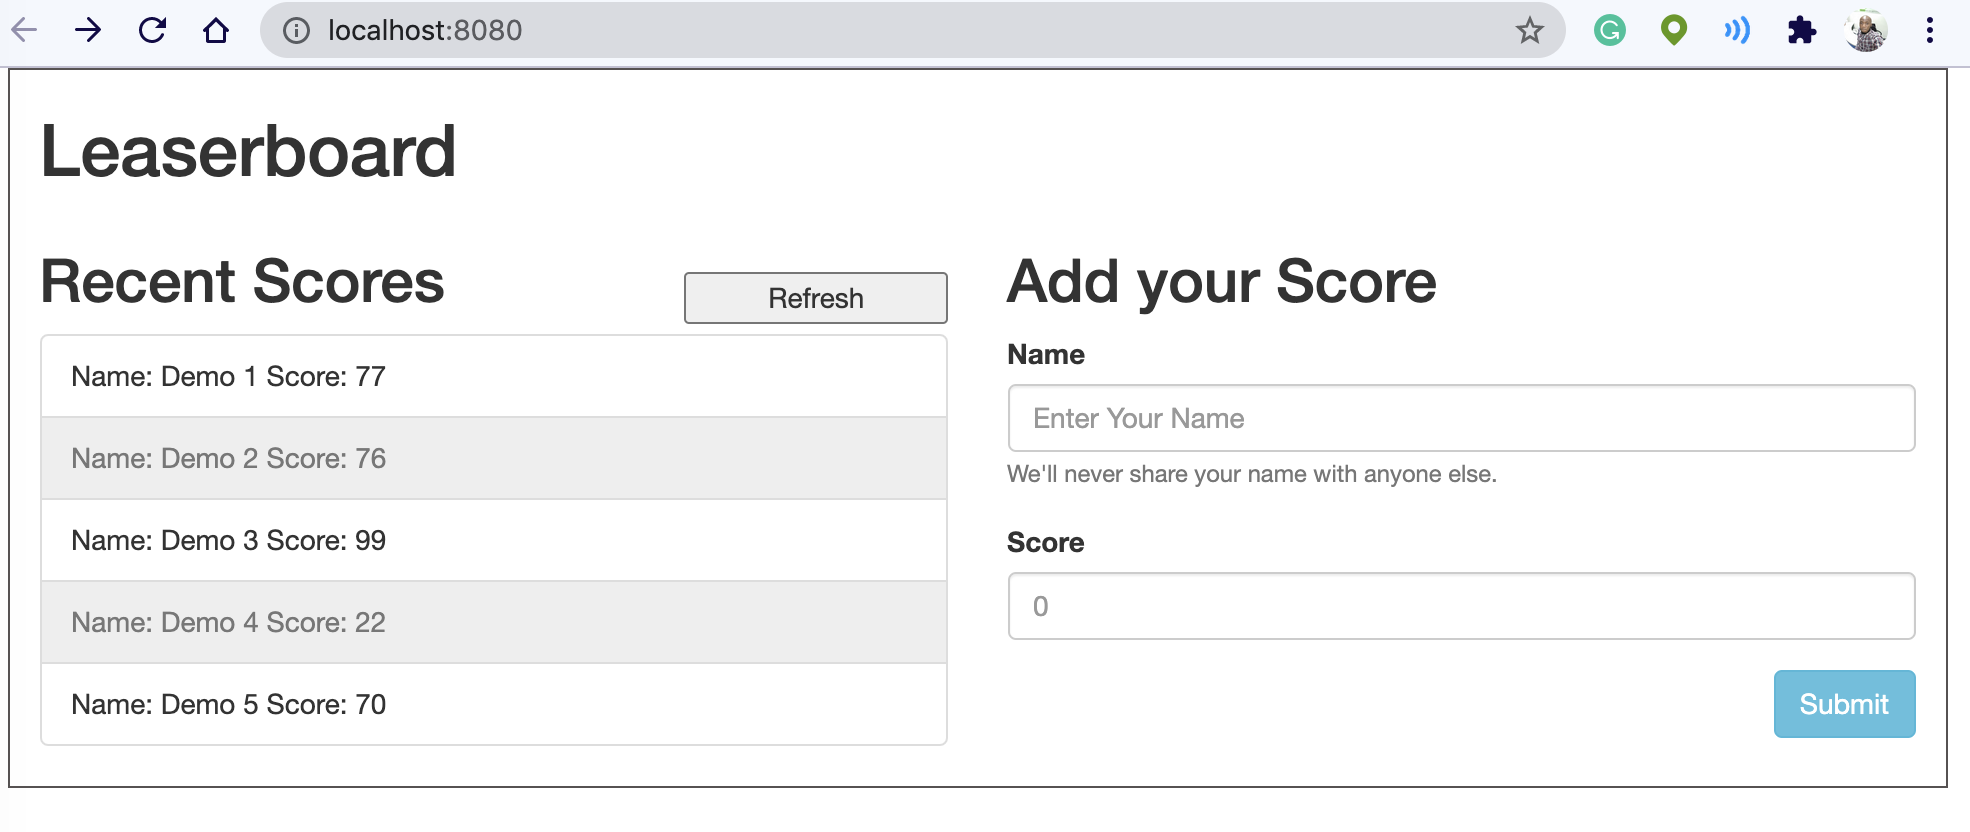 localhost:8080
Leaserboard
Recent Scores
Refresh
Name: Demo 1 Score: 77
Name: Demo 2 Score: 76
Name: Demo 3 Score: 99
Name: Demo 4 Score: 22
Name: Demo 5 Score: 70
Add your Score
Name
Enter Your Name
We'll never share your name with anyone else.
Score
0
Submit